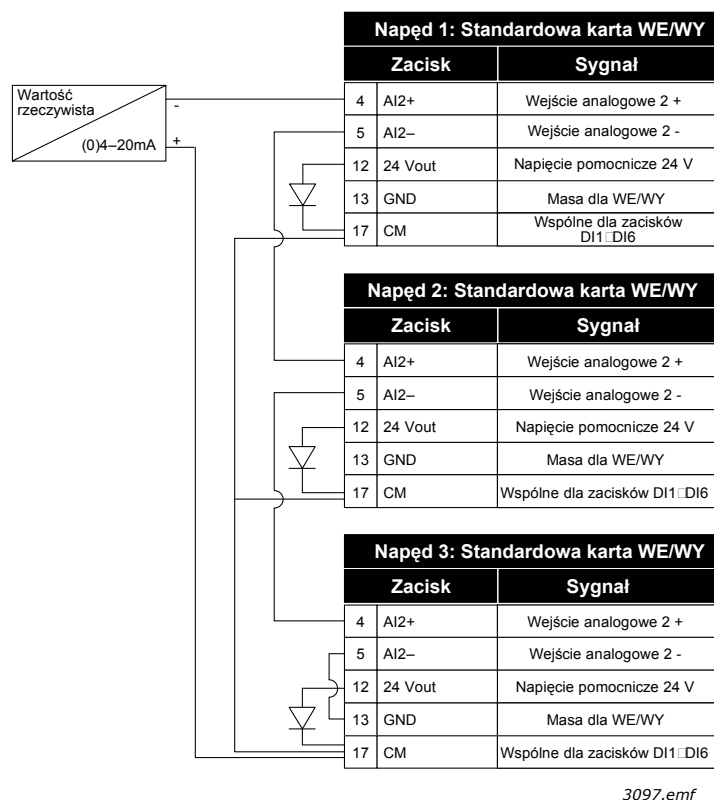 Napęd 1: Standardowa karta WE/WY
Zacisk Sygnał
Wartość
rzeczywista
-
(0)4–20mA
+
4 AI2+ Wejście analogowe 2 +
5 AI2– Wejście analogowe 2 -
12 24 Vout Napięcie pomocnicze 24 V
13 GND Masa dla WE/WY
17 CM Wspólne dla zacisków
DI1□DI6
Napęd 2: Standardowa karta WE/WY
Zacisk Sygnał
4 AI2+ Wejście analogowe 2 +
5 AI2– Wejście analogowe 2 -
12 24 Vout Napięcie pomocnicze 24 V
13 GND Masa dla WE/WY
17 CM Wspólne dla zacisków DI1□DI6
Napęd 3: Standardowa karta WE/WY
Zacisk Sygnał
4 AI2+ Wejście analogowe 2 +
5 AI2– Wejście analogowe 2 -
12 24 Vout Napięcie pomocnicze 24 V
13 GND Masa dla WE/WY
17 CM Wspólne dla zacisków DI1□DI6
3097.emf